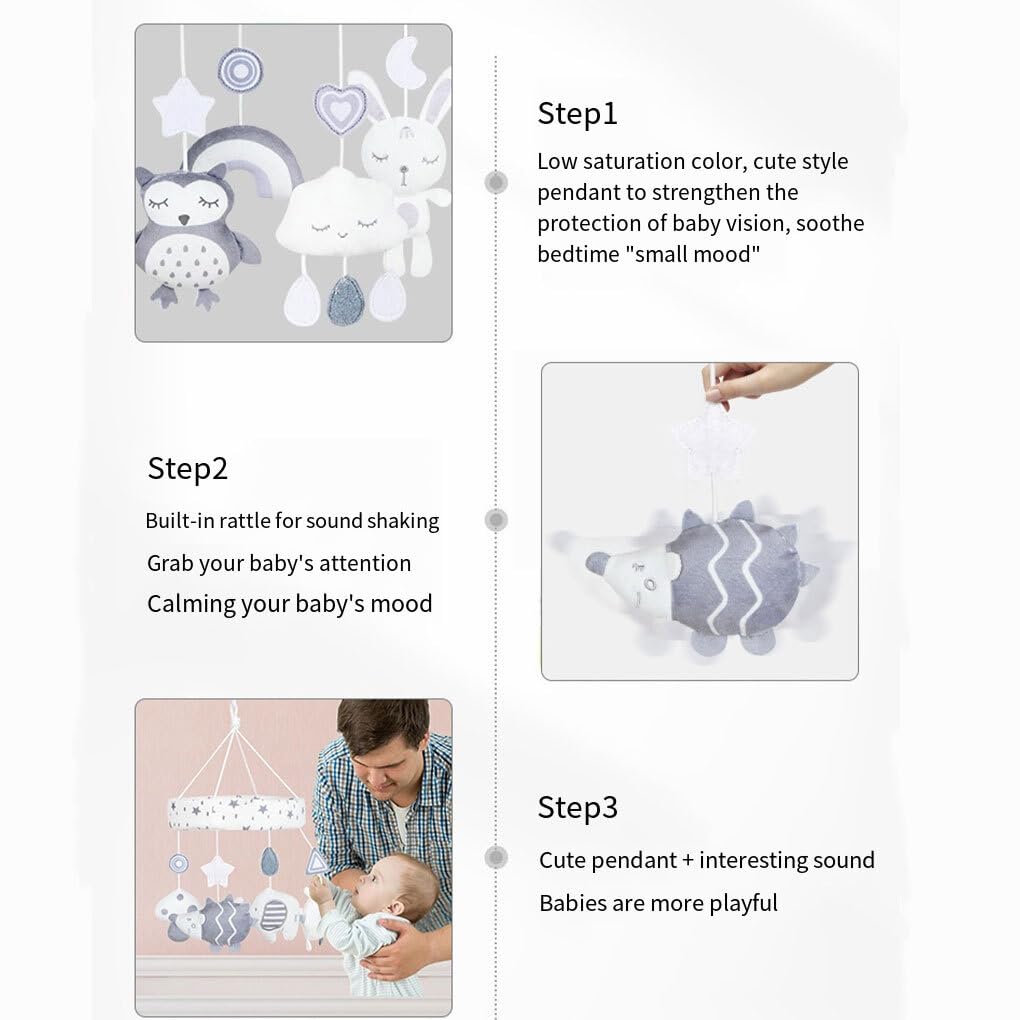 Step1
Low saturation color, cute style
pendant to strengthen the
protection of baby vision, soothe
bedtime "small mood"
Step2
Built-in rattle for sound shaking
Grab your baby's attention
Calming your baby's mood
Step3
Cute pendant + interesting sound
Babies are more playful